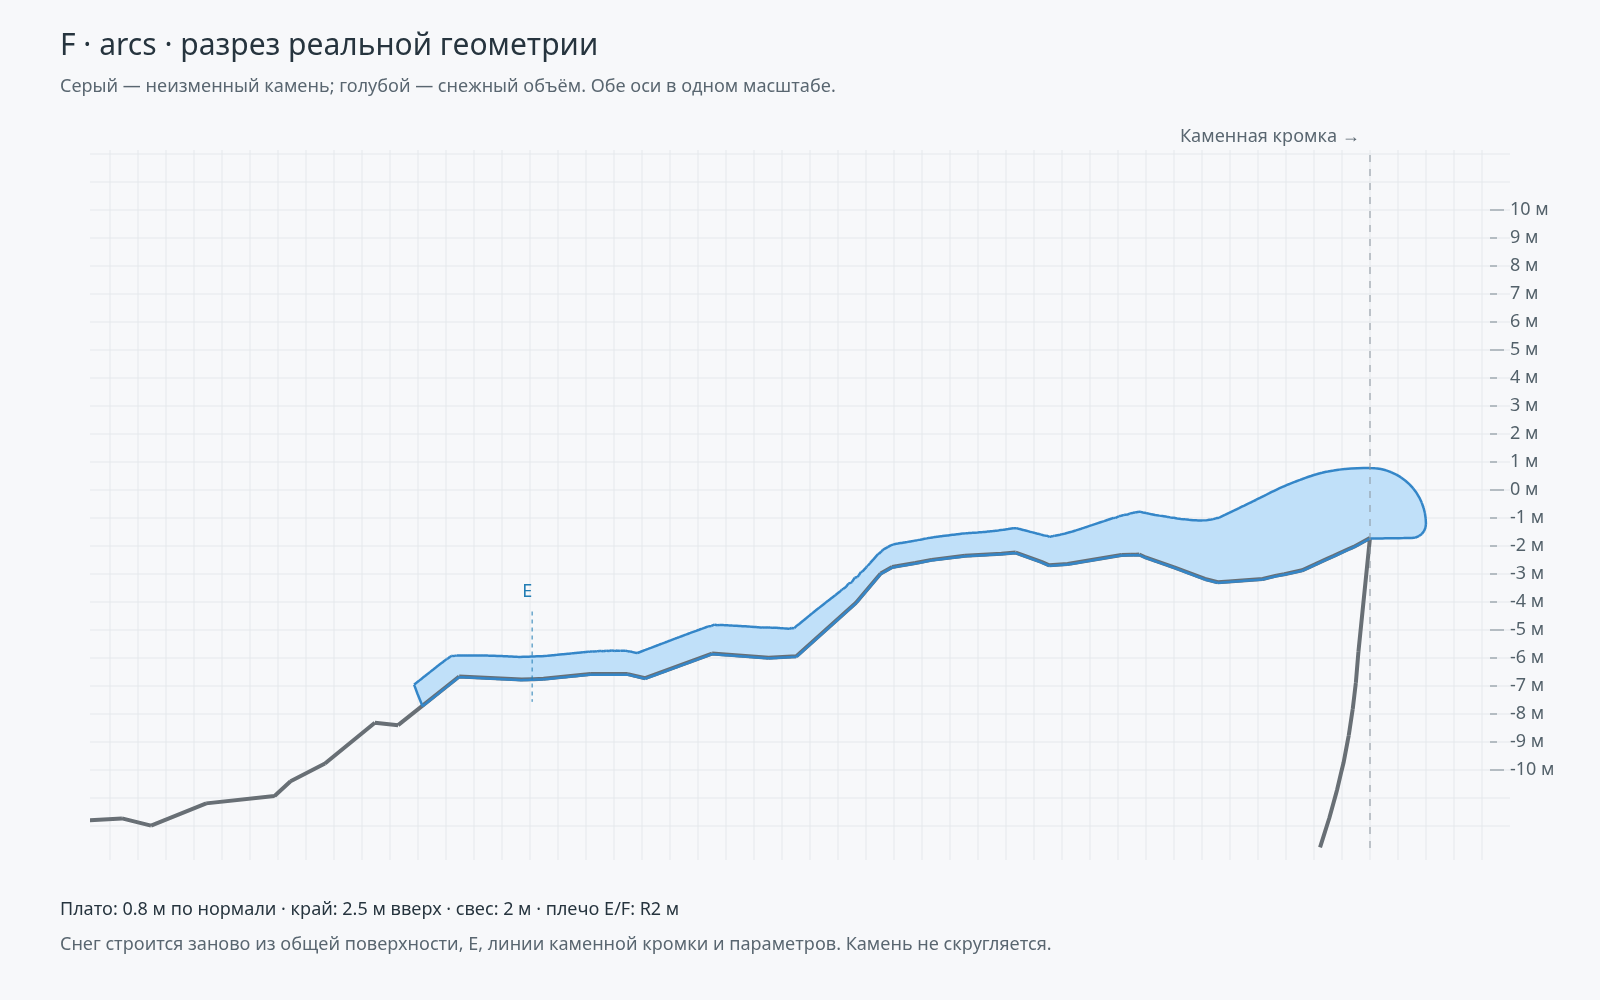 F · arcs · разрез реальной геометрии
Серый — неизменный камень; голубой — снежный объём. Обе оси в одном масштабе.
Каменная кромка →
10 м
9 м
8 м
7 м
6 м
5 м
4 м
3 м
2 м
1 м
0 м
-1 м
-2 м
-3 м
E
-4 м
-5 м
-6 м
-7 м
-8 м
-9 м
-10 м
Плато: 0.8 м по нормали · край: 2.5 м вверх · свес: 2 м · плечо E/F: R2 м
Снег строится заново из общей поверхности, E, линии каменной кромки и параметров. Камень не скругляется.